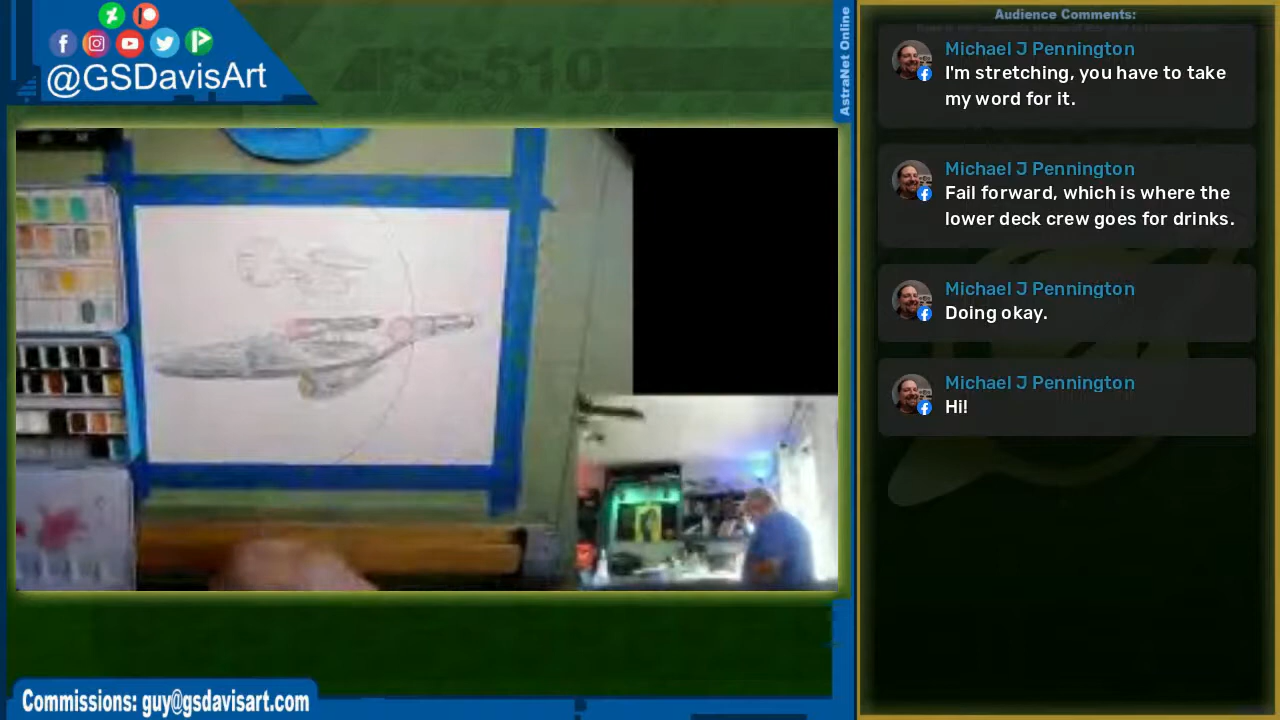 @GSDavisArt
AstraNet Online
Audience Comments:
Michael J Pennington
I'm stretching, you have to take
my word for it.
Michael J Pennington
Fail forward, which is where the
lower deck crew goes for drinks.
Michael J Pennington
Doing okay.
Michael J Pennington
Hi!
Commissions: guy@gsdavisart.com